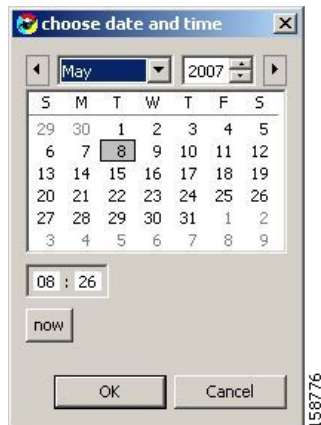 choose date and time
May 2007
S M T W T F S
29 30 1 2 3 4 5
6 7 8 9 10 11 12
13 14 15 16 17 18 19
20 21 22 23 24 25 26
27 28 29 30 31 1 2
3 4 5 6 7 8 9
08 : 26
now
OK Cancel
158776